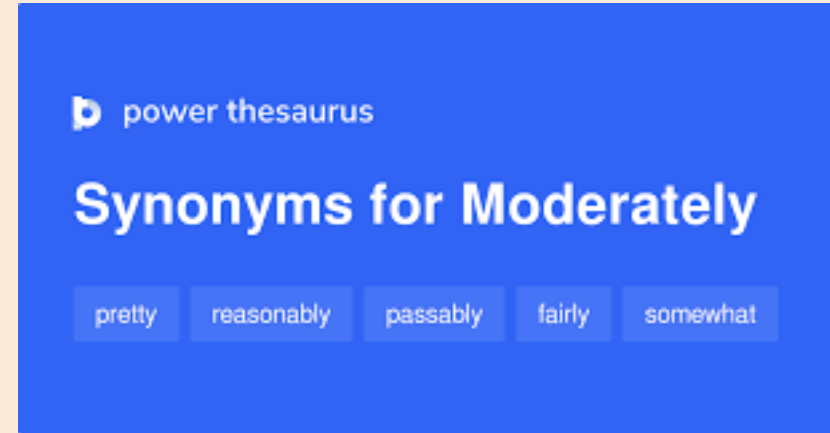 power thesaurus
Synonyms for Moderately
pretty reasonably passably fairly somewhat